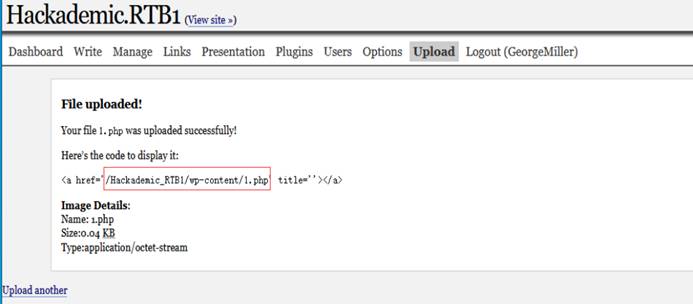 Hackademic.RTB1 (View site »)
Dashboard Write Manage Links Presentation Plugins Users Options Upload Logout (GeorgeMiller)
File uploaded!
Your file 1.php was uploaded successfully!
Here's the code to display it:
<a href='/Hackademic_RTB1/wp-content/1.php' title=''></a>
Image Details:
Name: 1.php
Size:0.04 KB
Type:application/octet-stream
Upload another